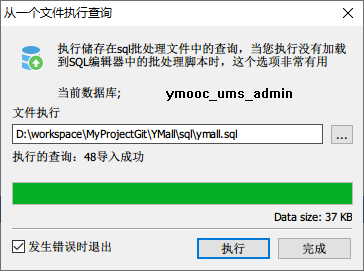 从一个文件执行查询
执行储存在sql批处理文件中的查询，当您执行没有加载
到SQL编辑器中的批处理脚本时，这个选项非常有用
当前数据库; ymooc_ums_admin
文件执行
D:\workspace\MyProjectGit\YMall\sql\ymall.sql
...
执行的查询：48导入成功
Data size: 37 KB
发生错误时退出
执行
完成